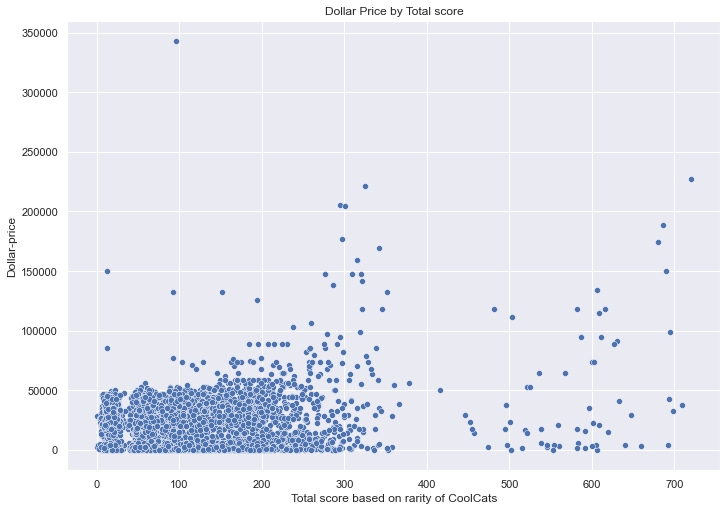 Dollar Price by Total score
350000
300000
250000
200000
150000
100000
50000
0
Dollar-price
0 100 200 300 400 500 600 700
Total score based on rarity of CoolCats